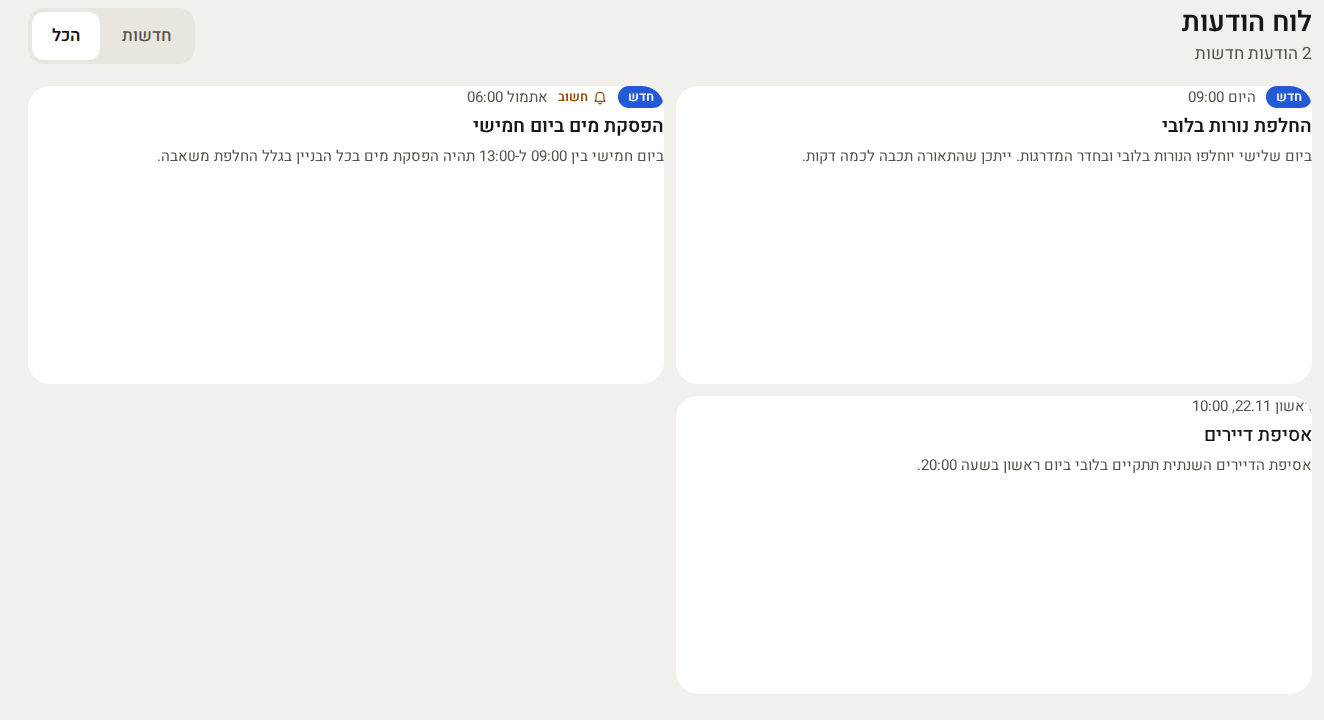 לוח הודעות
2 הודעות חדשות
חדשות
הכל
חדש
היום 09:00
החלפת נורות בלובי
ביום שלישי יוחלפו הנורות בלובי ובחדר המדרגות. ייתכן שהתאורה תכבה לכמה דקות.
חדש
חשוב
אתמול 06:00
הפסקת מים ביום חמישי
ביום חמישי בין 09:00 ל-13:00 תהיה הפסקת מים בכל הבניין בגלל החלפת משאבה.
ראשון 22.11, 10:00
אסיפת דיירים
אסיפת הדיירים השנתית תתקיים בלובי ביום ראשון בשעה 20:00.